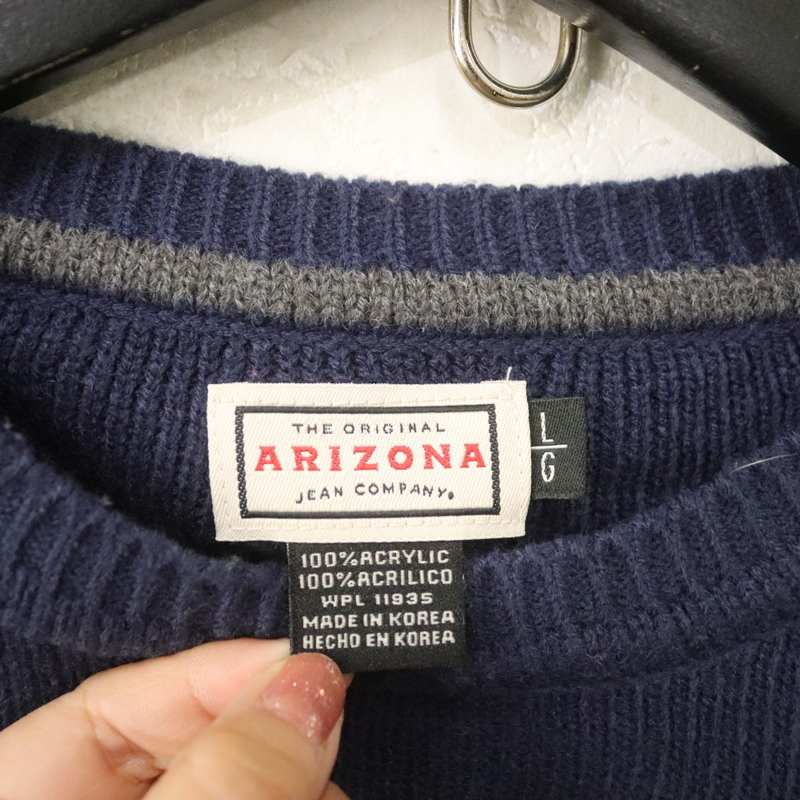 THE ORIGINAL
ARIZONA
JEAN COMPANY.
L
G
100%ACRYLIC
100%ACRILICO
WPL 11935
MADE IN KOREA
HECHO EN KOREA